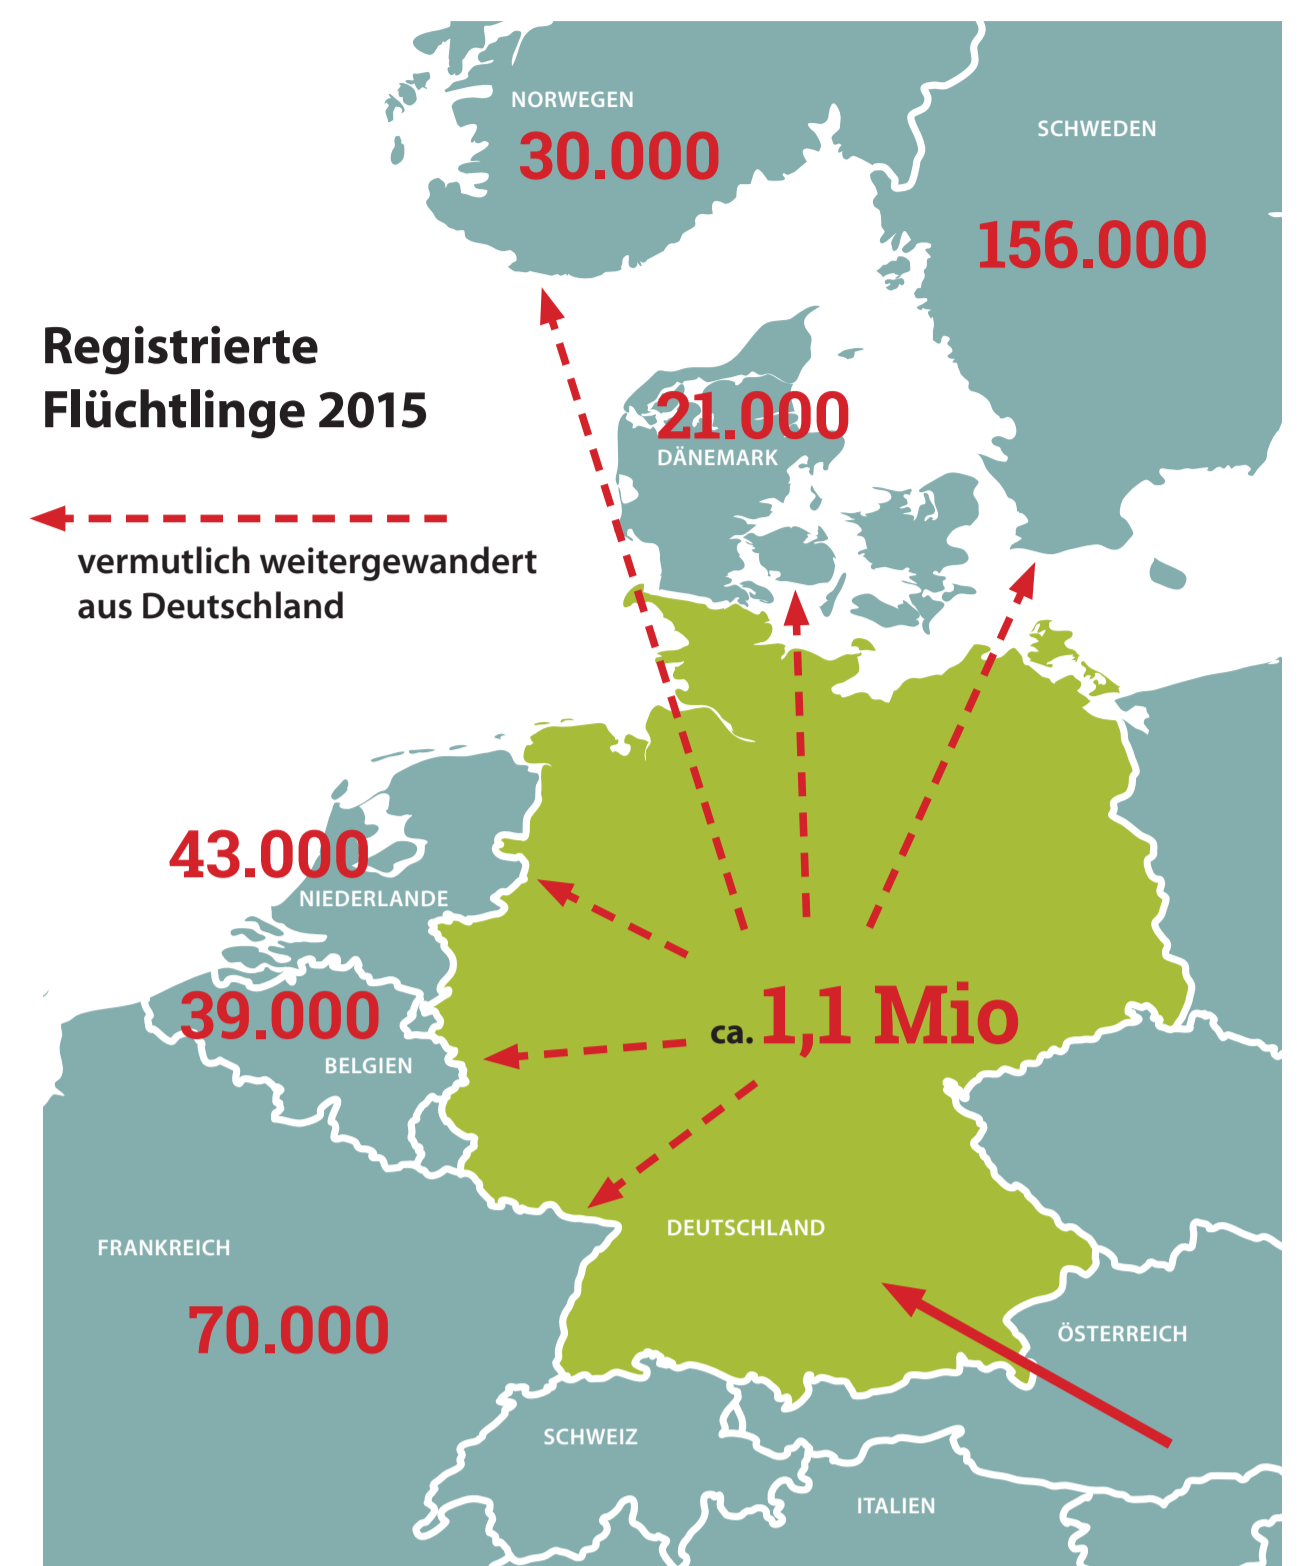 NORWEGEN
30.000
SCHWEDEN
156.000
Registrierte
Flüchtlinge 2015
vermutlich weitergewandert
aus Deutschland
21.000
DÄNEMARK
43.000
NIEDERLANDE
39.000
BELGIEN
ca. 1,1 Mio
DEUTSCHLAND
FRANKREICH
70.000
ÖSTERREICH
SCHWEIZ
ITALIEN